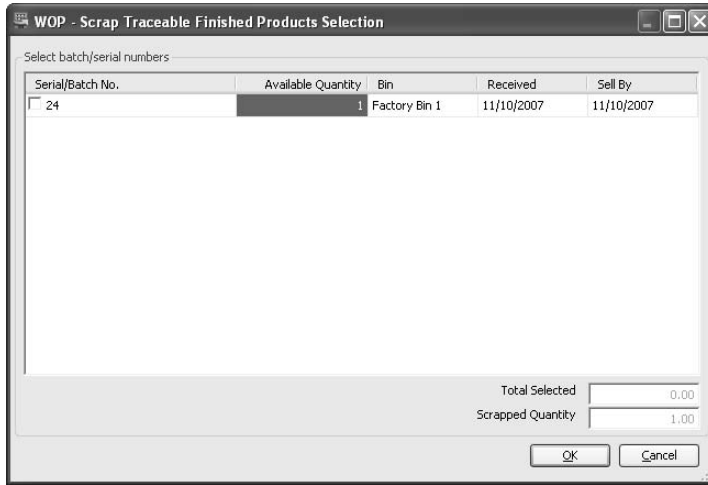 WOP - Scrap Traceable Finished Products Selection
Select batch/serial numbers
Serial/Batch No. Available Quantity Bin Received Sell By
24 1 Factory Bin 1 11/10/2007 11/10/2007
Total Selected 0.00
Scrapped Quantity 1.00
OK Cancel